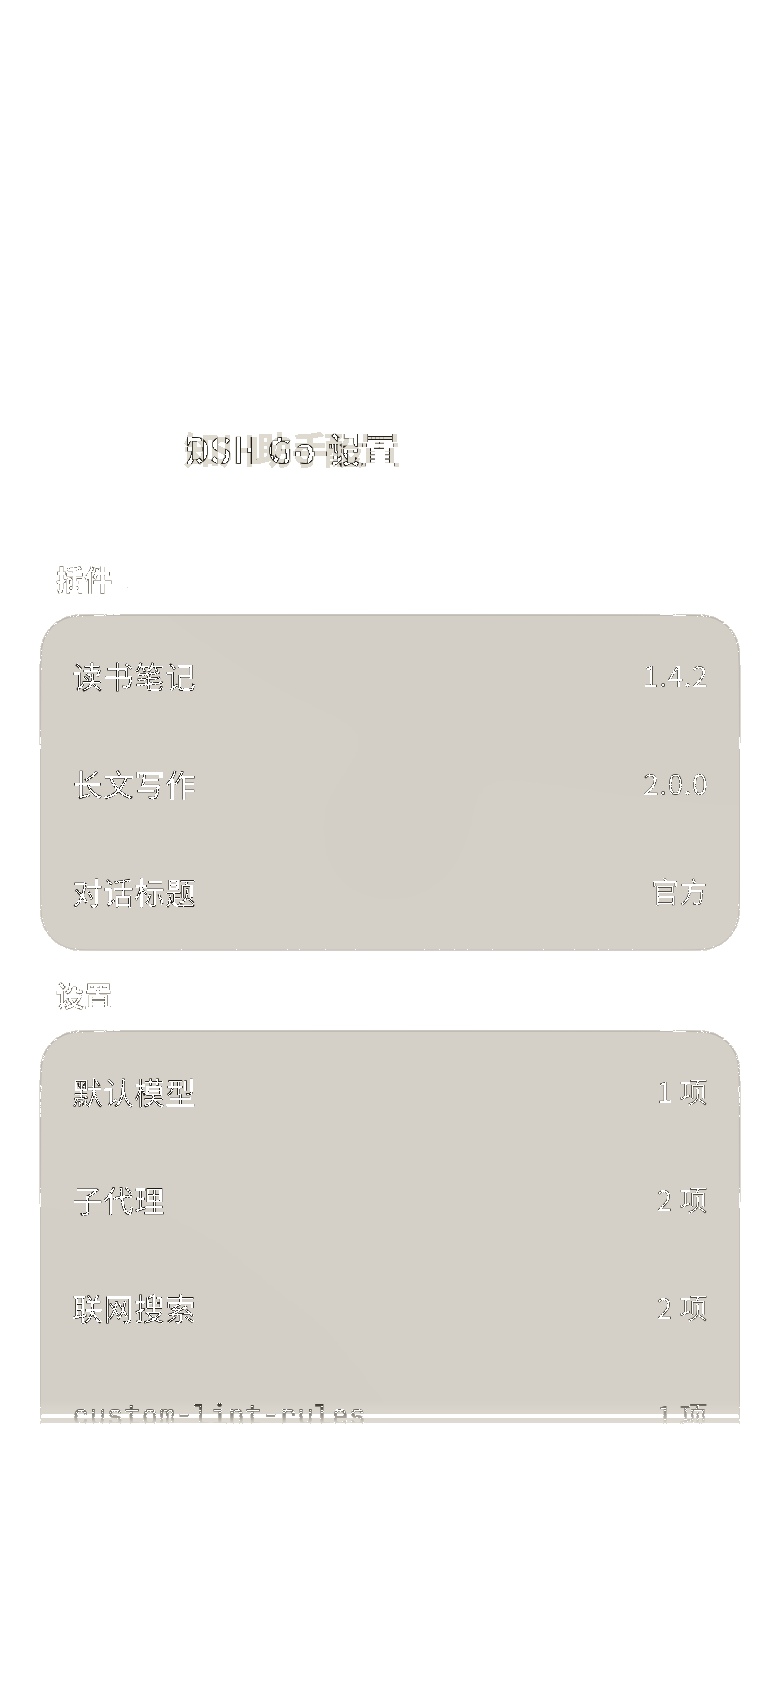 DSH Go 设置
插件
读书笔记 1.4.2
长文写作 2.0.0
对话标题 官方
设置
默认模型 1 项
子代理 2 项
联网搜索 2 项
custom-lint-rules 1 项